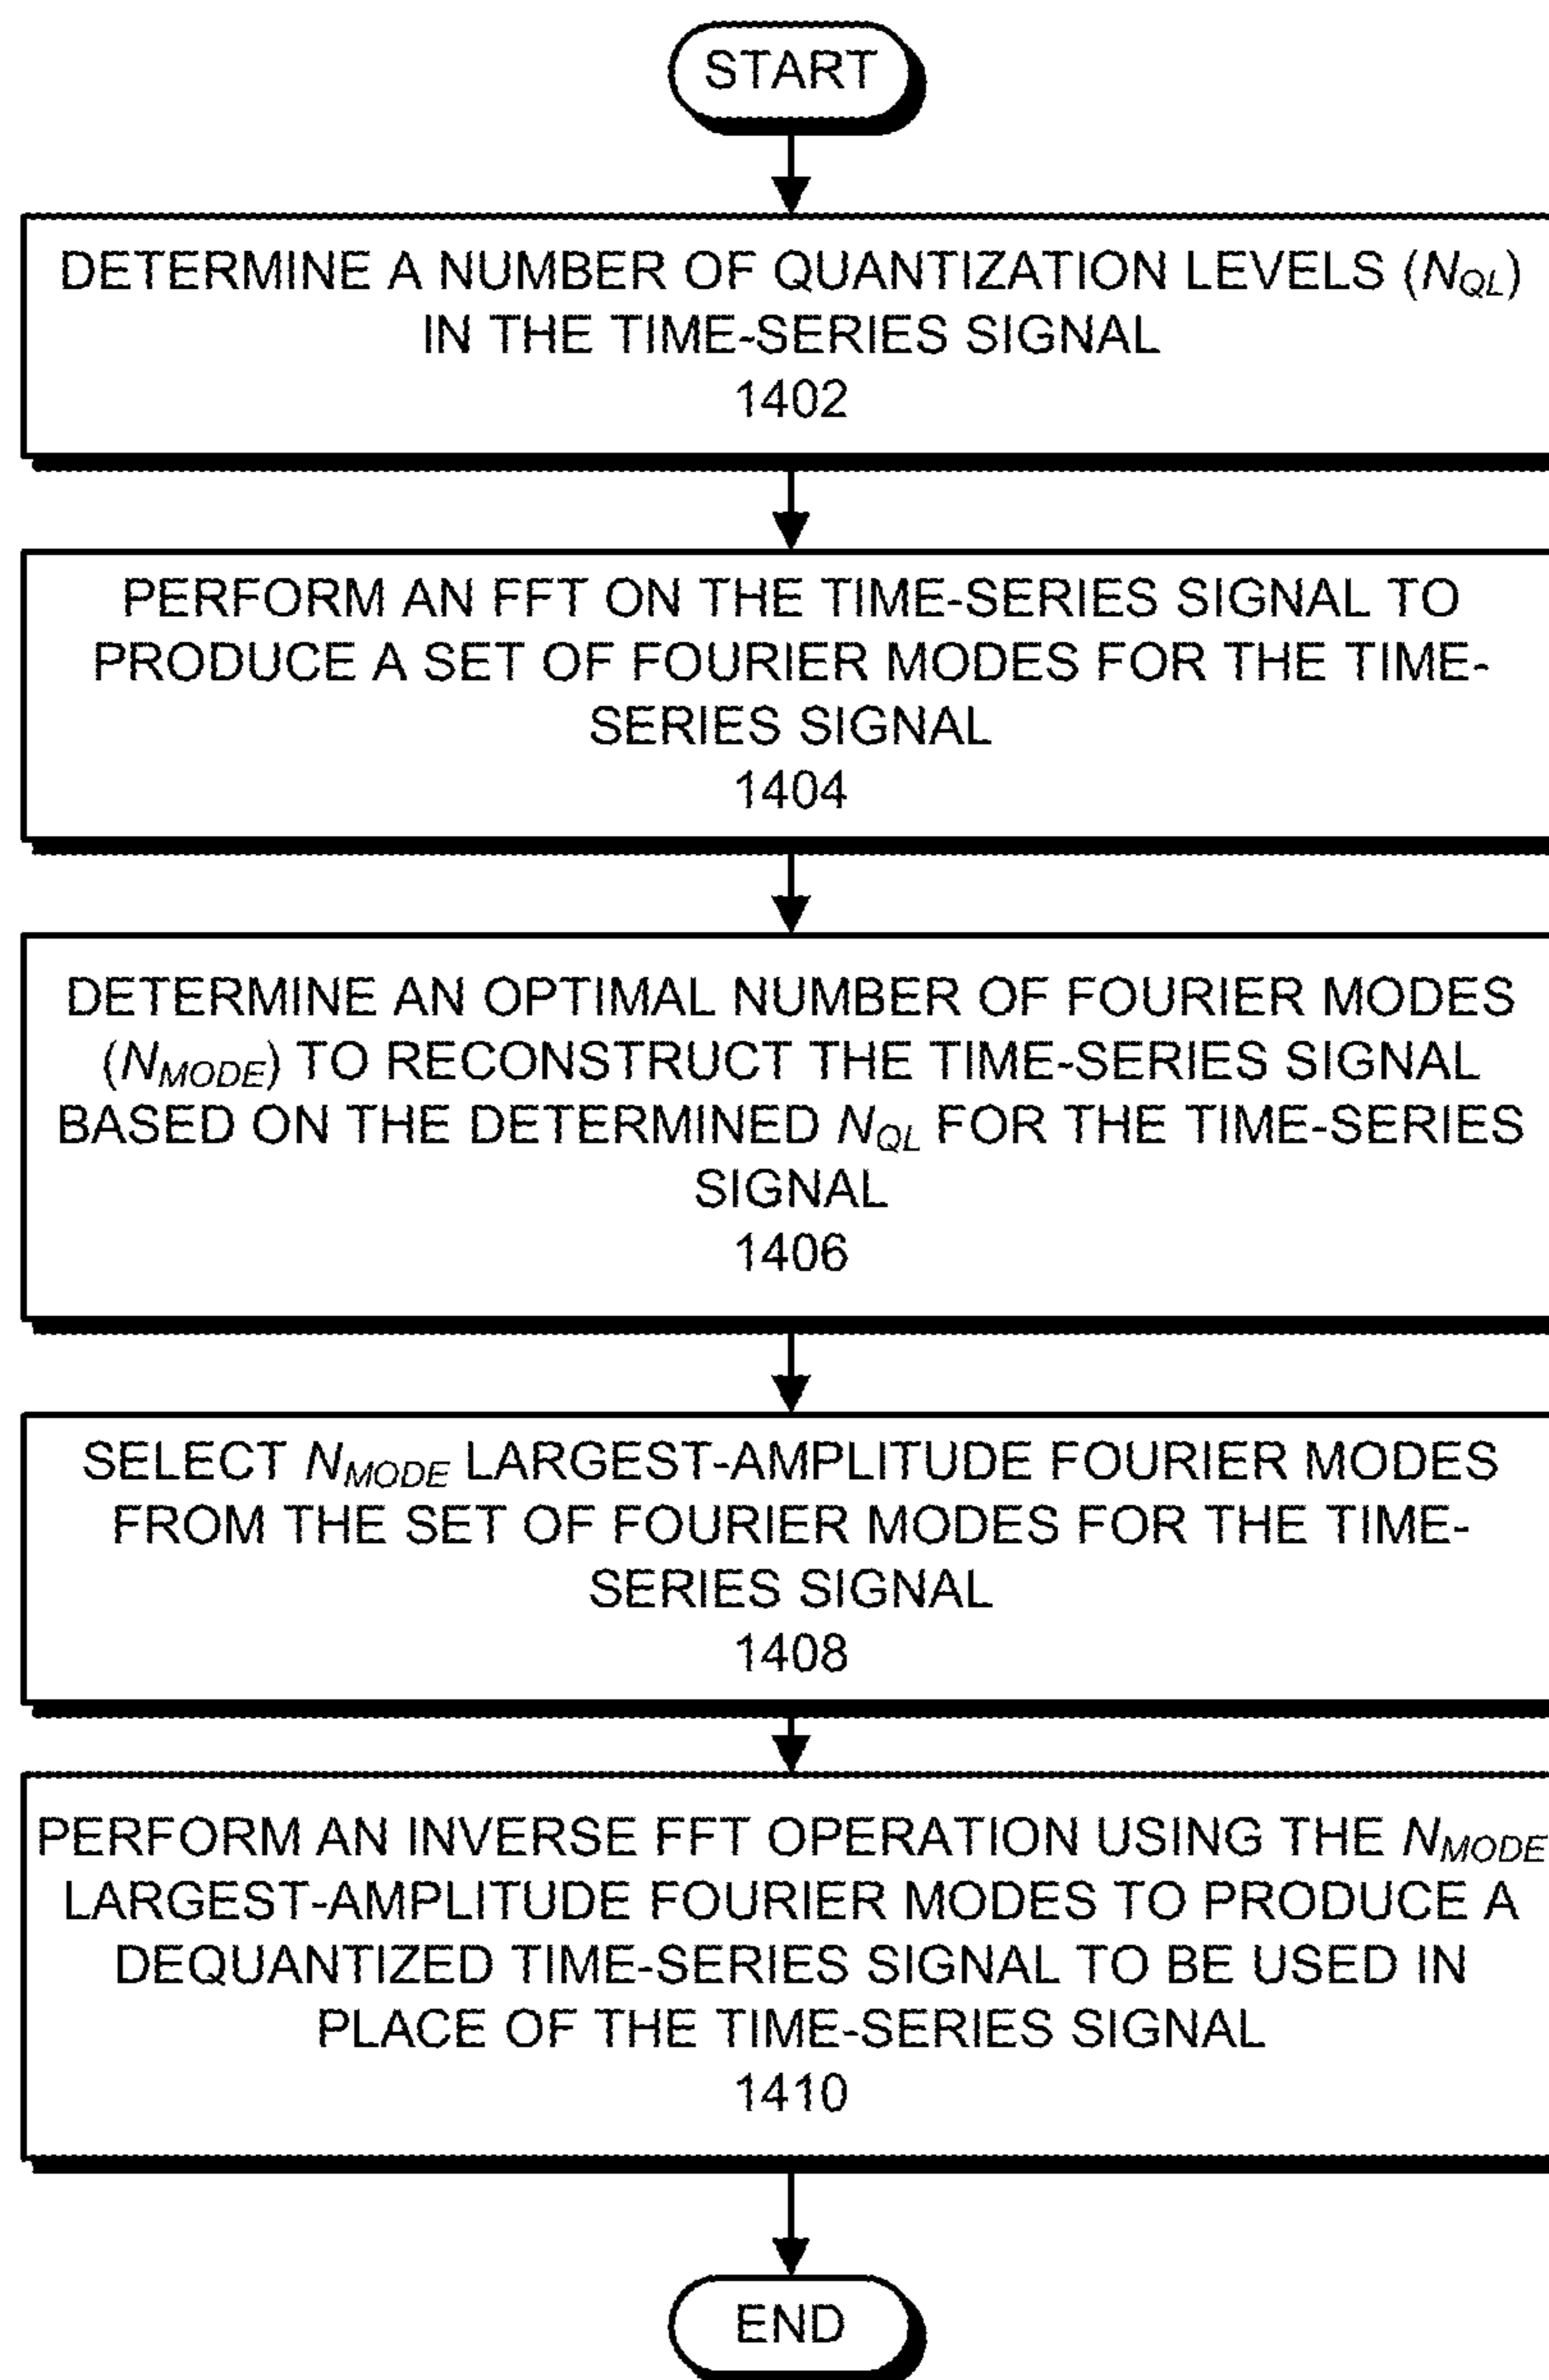 START
DETERMINE A NUMBER OF QUANTIZATION LEVELS (NQL)
IN THE TIME-SERIES SIGNAL
1402
PERFORM AN FFT ON THE TIME-SERIES SIGNAL TO
PRODUCE A SET OF FOURIER MODES FOR THE TIME-
SERIES SIGNAL
1404
DETERMINE AN OPTIMAL NUMBER OF FOURIER MODES
(NMODE) TO RECONSTRUCT THE TIME-SERIES SIGNAL
BASED ON THE DETERMINED NQL FOR THE TIME-SERIES
SIGNAL
1406
SELECT NMODE LARGEST-AMPLITUDE FOURIER MODES
FROM THE SET OF FOURIER MODES FOR THE TIME-
SERIES SIGNAL
1408
PERFORM AN INVERSE FFT OPERATION USING THE NMODE
LARGEST-AMPLITUDE FOURIER MODES TO PRODUCE A
DEQUANTIZED TIME-SERIES SIGNAL TO BE USED IN
PLACE OF THE TIME-SERIES SIGNAL
1410
END